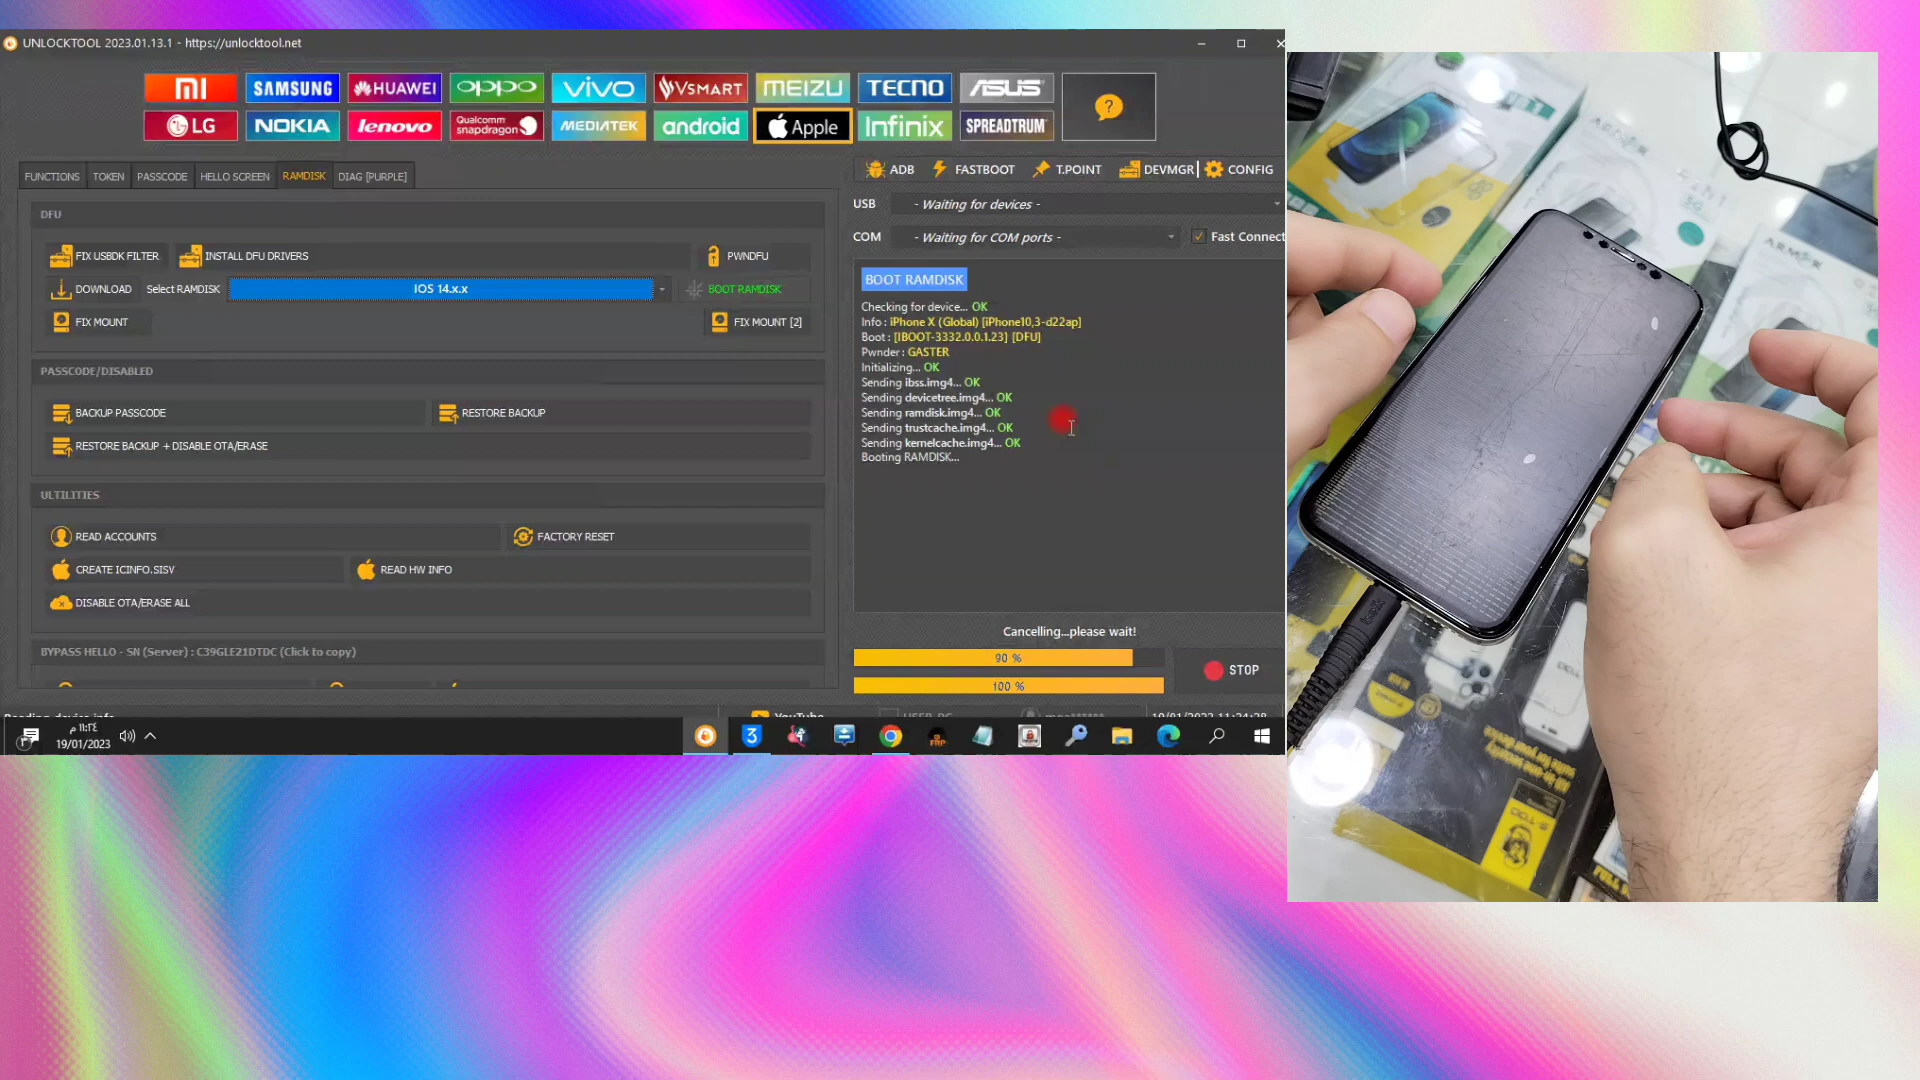 UNLOCKTOOL 2023.01.13.1 - https://unlocktool.net
MI SAMSUNG HUAWEI oppo vivo VSMART MEIZU TECNO ASUS
LG NOKIA lenovo Qualcomm snapdragon MEDIATEK android Apple Infinix SPREADTRUM ?
FUNCTIONS TOKEN PASSCODE HELLO SCREEN RAMDISK DIAG [PURPLE]
ADB FASTBOOT T.POINT DEVMGR CONFIG
USB - Waiting for devices -
COM - Waiting for COM ports - Fast Connect
DFU
FIX USBDK FILTER INSTALL DFU DRIVERS PWNDFU
DOWNLOAD Select RAMDISK IOS 14.x.x BOOT RAMDISK
FIX MOUNT FIX MOUNT [2]
PASSCODE/DISABLED
BACKUP PASSCODE RESTORE BACKUP
RESTORE BACKUP + DISABLE OTA/ERASE
ULTILITIES
READ ACCOUNTS FACTORY RESET
CREATE ICINFO.SISV READ HW INFO
DISABLE OTA/ERASE ALL
BYPASS HELLO - SN (Server) : C39GLE21DTDC (Click to copy)
BOOT RAMDISK
Checking for device... OK
Info : iPhone X (Global) [iPhone10,3-d22ap]
Boot : [IBOOT-3332.0.0.1.23] [DFU]
Pwnder : GASTER
Initializing... OK
Sending ibss.img4... OK
Sending devicetree.img4... OK
Sending ramdisk.img4... OK
Sending trustcache.img4... OK
Sending kernelcache.img4... OK
Booting RAMDISK...
Cancelling...please wait!
90 %
100 %
STOP
YouTube
١١:٢٤ م
19/01/2023
3
FRP
ARMOR
5G